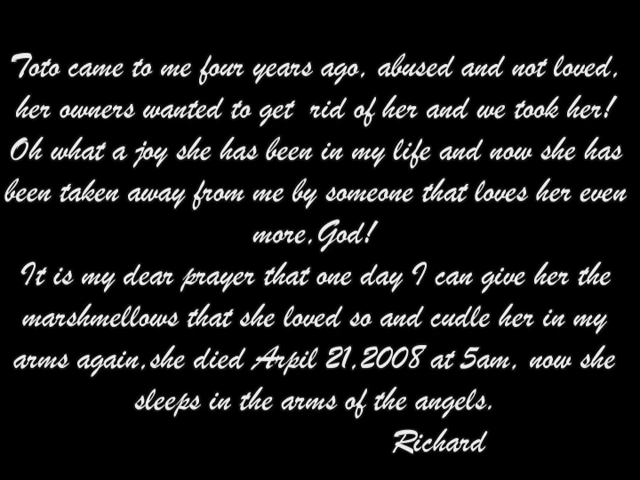 Toto came to me four years ago, abused and not loved,
her owners wanted to get rid of her and we took her!
Oh what a joy she has been in my life and now she has
been taken away from me by someone that loves her even
more,God!
It is my dear prayer that one day I can give her the
marshmellows that she loved so and cudle her in my
arms again,she died Arpil 21,2008 at 5am, now she
sleeps in the arms of the angels.
Richard